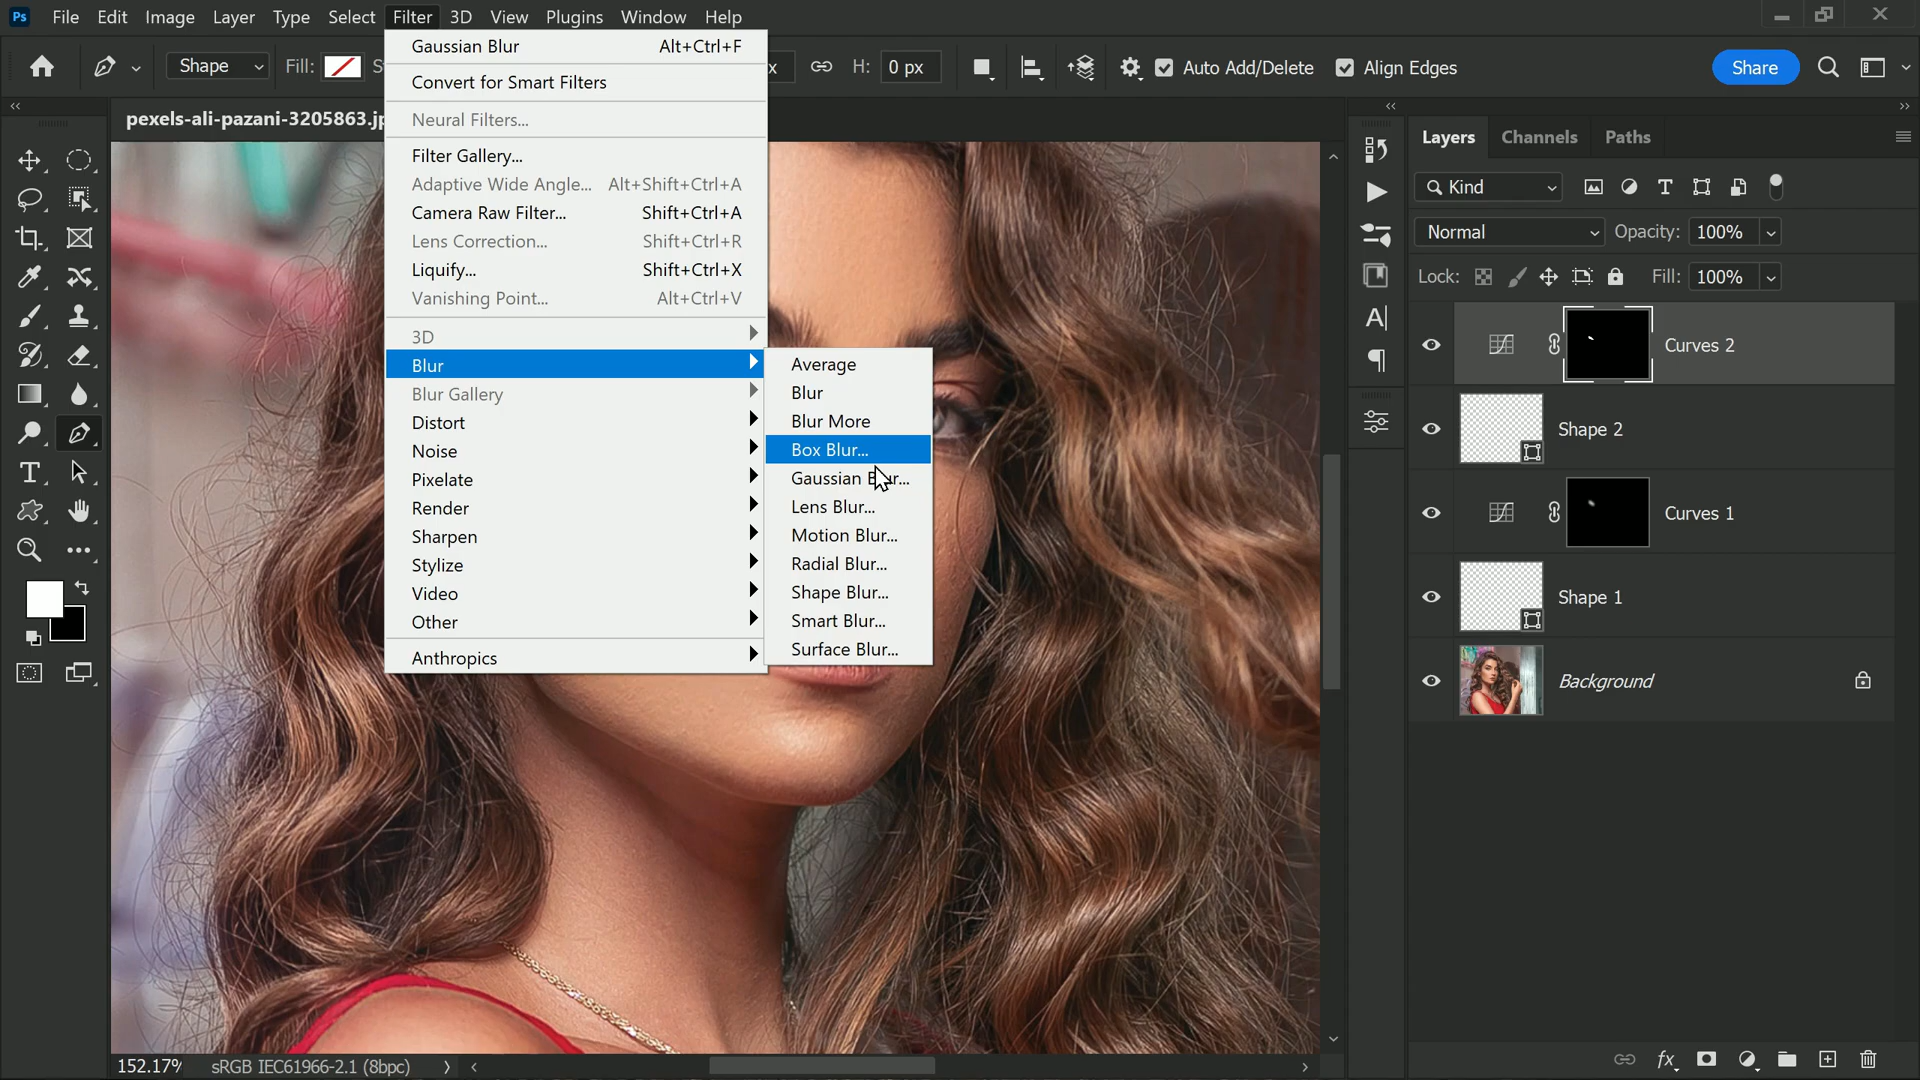 Ps File Edit Image Layer Type Select Filter 3D View Plugins Window Help
Shape Fill: x H: 0 px Auto Add/Delete Align Edges Share
pexels-ali-pazani-3205863.jp
Gaussian Blur Alt+Ctrl+F
Convert for Smart Filters
Neural Filters...
Filter Gallery...
Adaptive Wide Angle... Alt+Shift+Ctrl+A
Camera Raw Filter... Shift+Ctrl+A
Lens Correction... Shift+Ctrl+R
Liquify... Shift+Ctrl+X
Vanishing Point... Alt+Ctrl+V
3D
Blur
Blur Gallery
Distort
Noise
Pixelate
Render
Sharpen
Stylize
Video
Other
Anthropics
Average
Blur
Blur More
Box Blur...
Gaussian
Lens Blur...
Motion Blur...
Radial Blur...
Shape Blur...
Smart Blur...
Surface Blur...
Layers Channels Paths
Kind
Normal Opacity: 100%
Lock: Fill: 100%
Curves 2
Shape 2
Curves 1
Shape 1
Background
152.17% sRGB IEC61966-2.1 (8bpc)